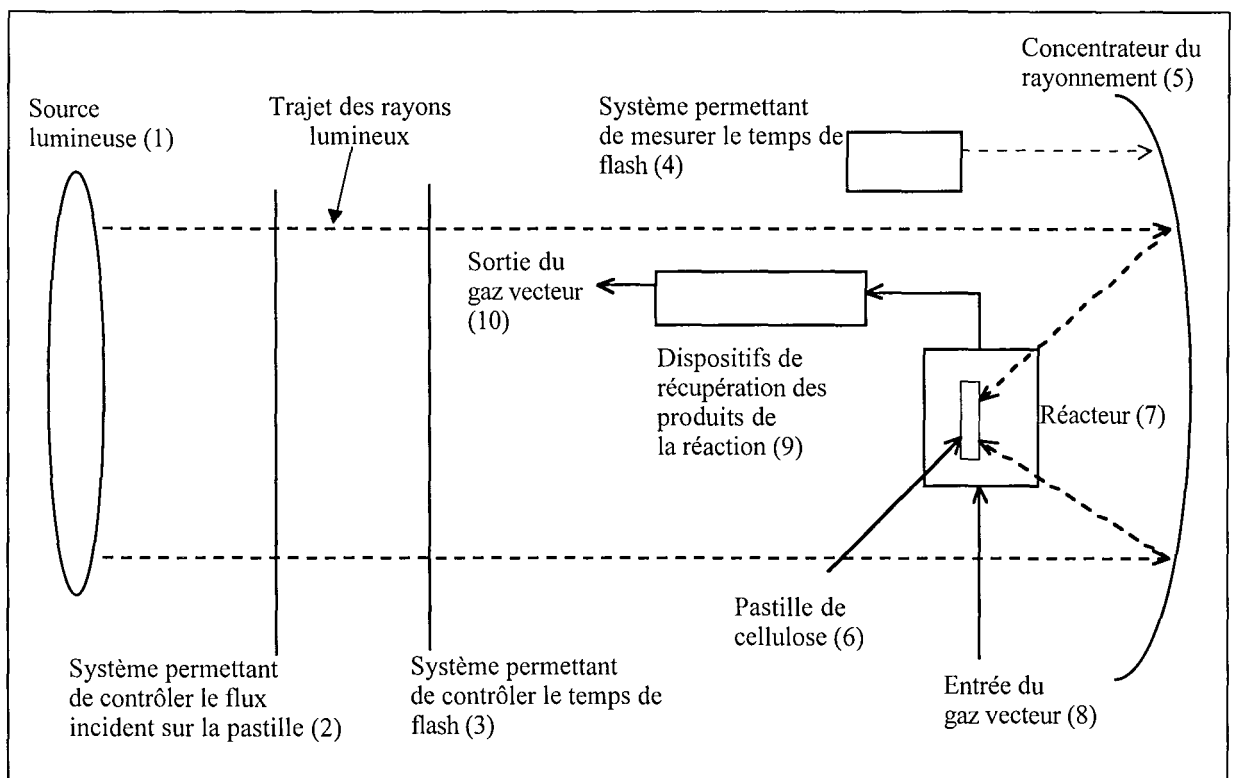 Concentrateur du
rayonnement (5)
Source
lumineuse (1)
Trajet des rayons
lumineux
Système permettant
de mesurer le temps de
flash (4)
Sortie du
gaz vecteur
(10)
Dispositifs de
récupération des
produits de
la réaction (9)
Réacteur (7)
Pastille de
cellulose (6)
Système permettant
de contrôler le flux
incident sur la pastille (2)
Système permettant
de contrôler le temps de
flash (3)
Entrée du
gaz vecteur (8)